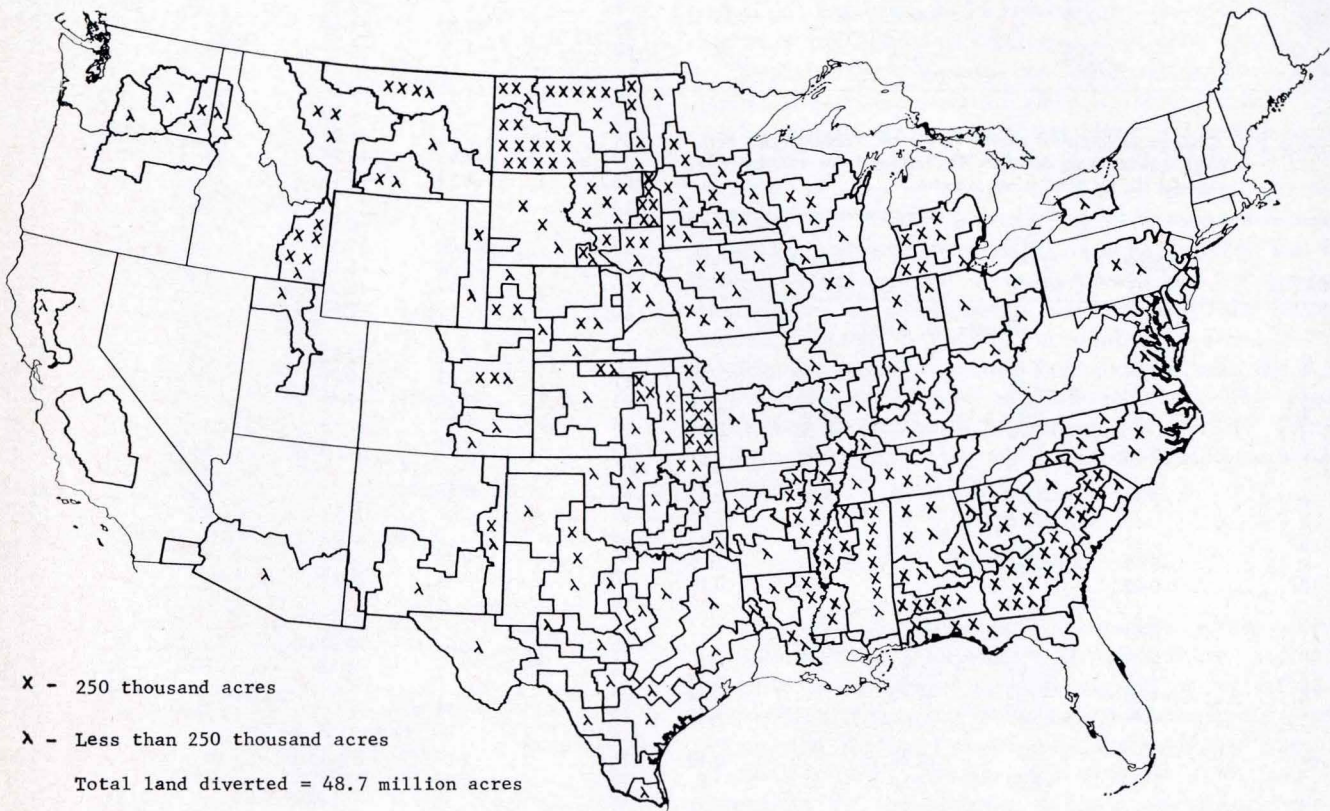 X - 250 thousand acres
λ - Less than 250 thousand acres
Total land diverted = 48.7 million acres